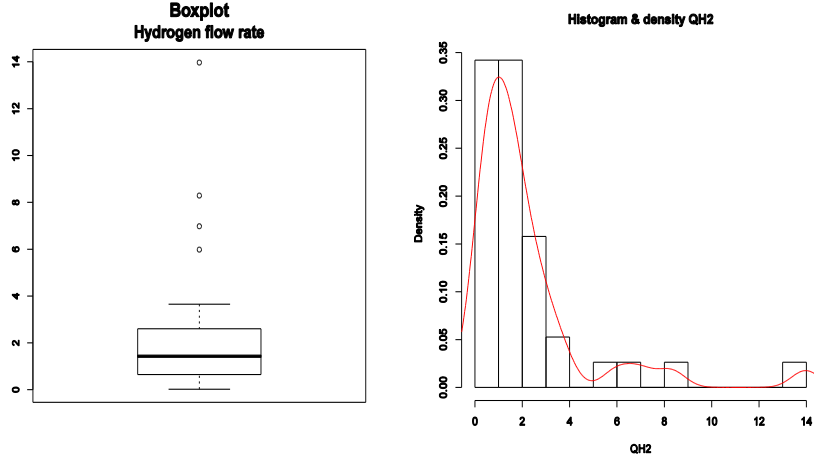 Boxplot
Hydrogen flow rate
14
12
10
8
6
4
2
0
Histogram & density QH2
Density
0.35
0.30
0.25
0.20
0.15
0.10
0.05
0.00
0 2 4 6 8 10 12 14
QH2